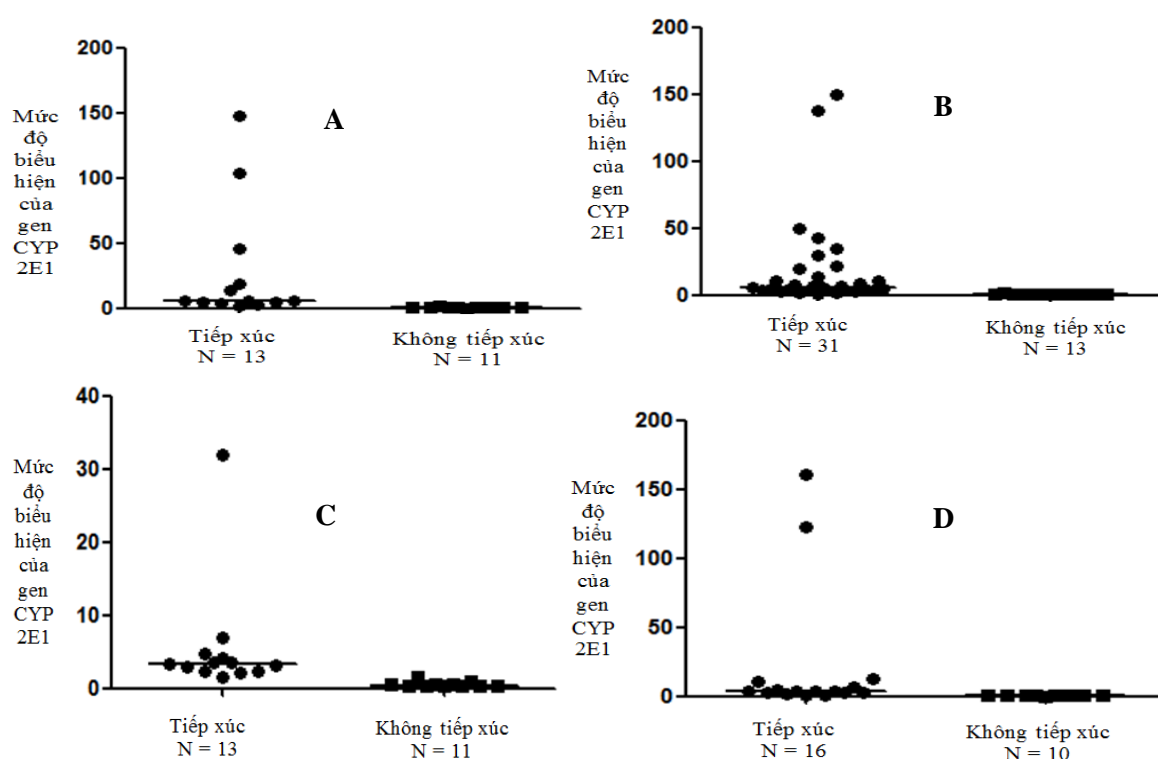 200
150
100
50
0
Mức
độ
biểu
hiện
của
gen
CYP
2E1
A
Tiếp xúc
N = 13
Không tiếp xúc
N = 11
200
150
100
50
0
Mức
độ
biểu
hiện
của
gen
CYP
2E1
B
Tiếp xúc
N = 31
Không tiếp xúc
N = 13
40
30
20
10
0
Mức
độ
biểu
hiện
của
gen
CYP
2E1
C
Tiếp xúc
N = 13
Không tiếp xúc
N = 11
200
150
100
50
0
Mức
độ
biểu
hiện
của
gen
CYP
2E1
D
Tiếp xúc
N = 16
Không tiếp xúc
N = 10